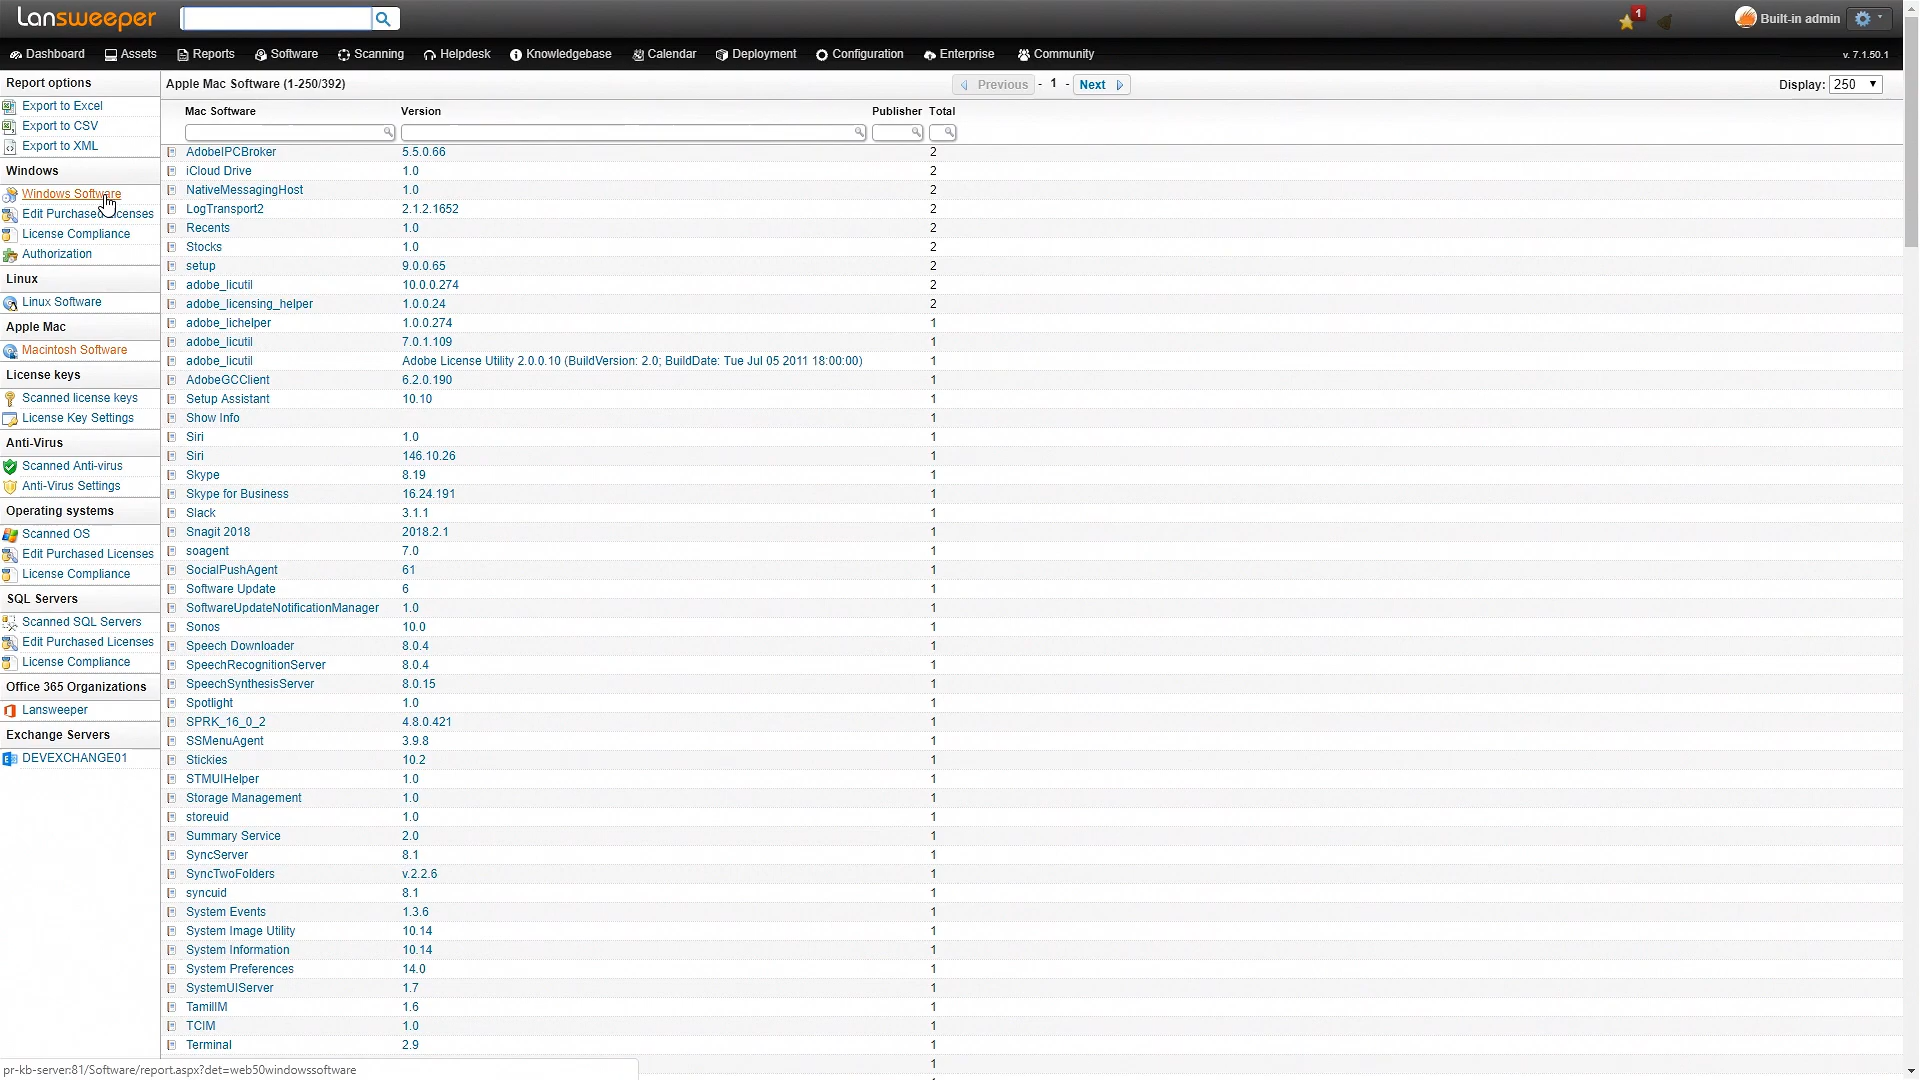 Lansweeper
1
Built-in admin
Dashboard Assets Reports Software Scanning Helpdesk Knowledgebase Calendar Deployment Configuration Enterprise Community
v. 7.1.50.1
Report options
Export to Excel
Export to CSV
Export to XML
Windows
Windows Software
Edit Purchased Licenses
License Compliance
Authorization
Linux
Linux Software
Apple Mac
Macintosh Software
License keys
Scanned license keys
License Key Settings
Anti-Virus
Scanned Anti-virus
Anti-Virus Settings
Operating systems
Scanned OS
Edit Purchased Licenses
License Compliance
SQL Servers
Scanned SQL Servers
Edit Purchased Licenses
License Compliance
Office 365 Organizations
Lansweeper
Exchange Servers
DEVEXCHANGE01
Apple Mac Software (1-250/392)
Previous - 1 - Next
Display: 250
Mac Software Version Publisher Total
AdobeIPCBroker 5.5.0.66 2
iCloud Drive 1.0 2
NativeMessagingHost 1.0 2
LogTransport2 2.1.2.1652 2
Recents 1.0 2
Stocks 1.0 2
setup 9.0.0.65 2
adobe_licutil 10.0.0.274 2
adobe_licensing_helper 1.0.0.24 2
adobe_lichelper 1.0.0.274 1
adobe_licutil 7.0.1.109 1
adobe_licutil Adobe License Utility 2.0.0.10 (BuildVersion: 2.0; BuildDate: Tue Jul 05 2011 18:00:00) 1
AdobeGCClient 6.2.0.190 1
Setup Assistant 10.10 1
Show Info 1
Siri 1.0 1
Siri 146.10.26 1
Skype 8.19 1
Skype for Business 16.24.191 1
Slack 3.1.1 1
Snagit 2018 2018.2.1 1
soagent 7.0 1
SocialPushAgent 61 1
Software Update 6 1
SoftwareUpdateNotificationManager 1.0 1
Sonos 10.0 1
Speech Downloader 8.0.4 1
SpeechRecognitionServer 8.0.4 1
SpeechSynthesisServer 8.0.15 1
Spotlight 1.0 1
SPRK_16_0_2 4.8.0.421 1
SSMenuAgent 3.9.8 1
Stickies 10.2 1
STMUIHelper 1.0 1
Storage Management 1.0 1
storeuid 1.0 1
Summary Service 2.0 1
SyncServer 8.1 1
SyncTwoFolders v.2.2.6 1
syncuid 8.1 1
System Events 1.3.6 1
System Image Utility 10.14 1
System Information 10.14 1
System Preferences 14.0 1
SystemUIServer 1.7 1
TamilIM 1.6 1
TCIM 1.0 1
Terminal 2.9 1
1
pr-kb-server:81/Software/report.aspx?det=web50windowssoftware